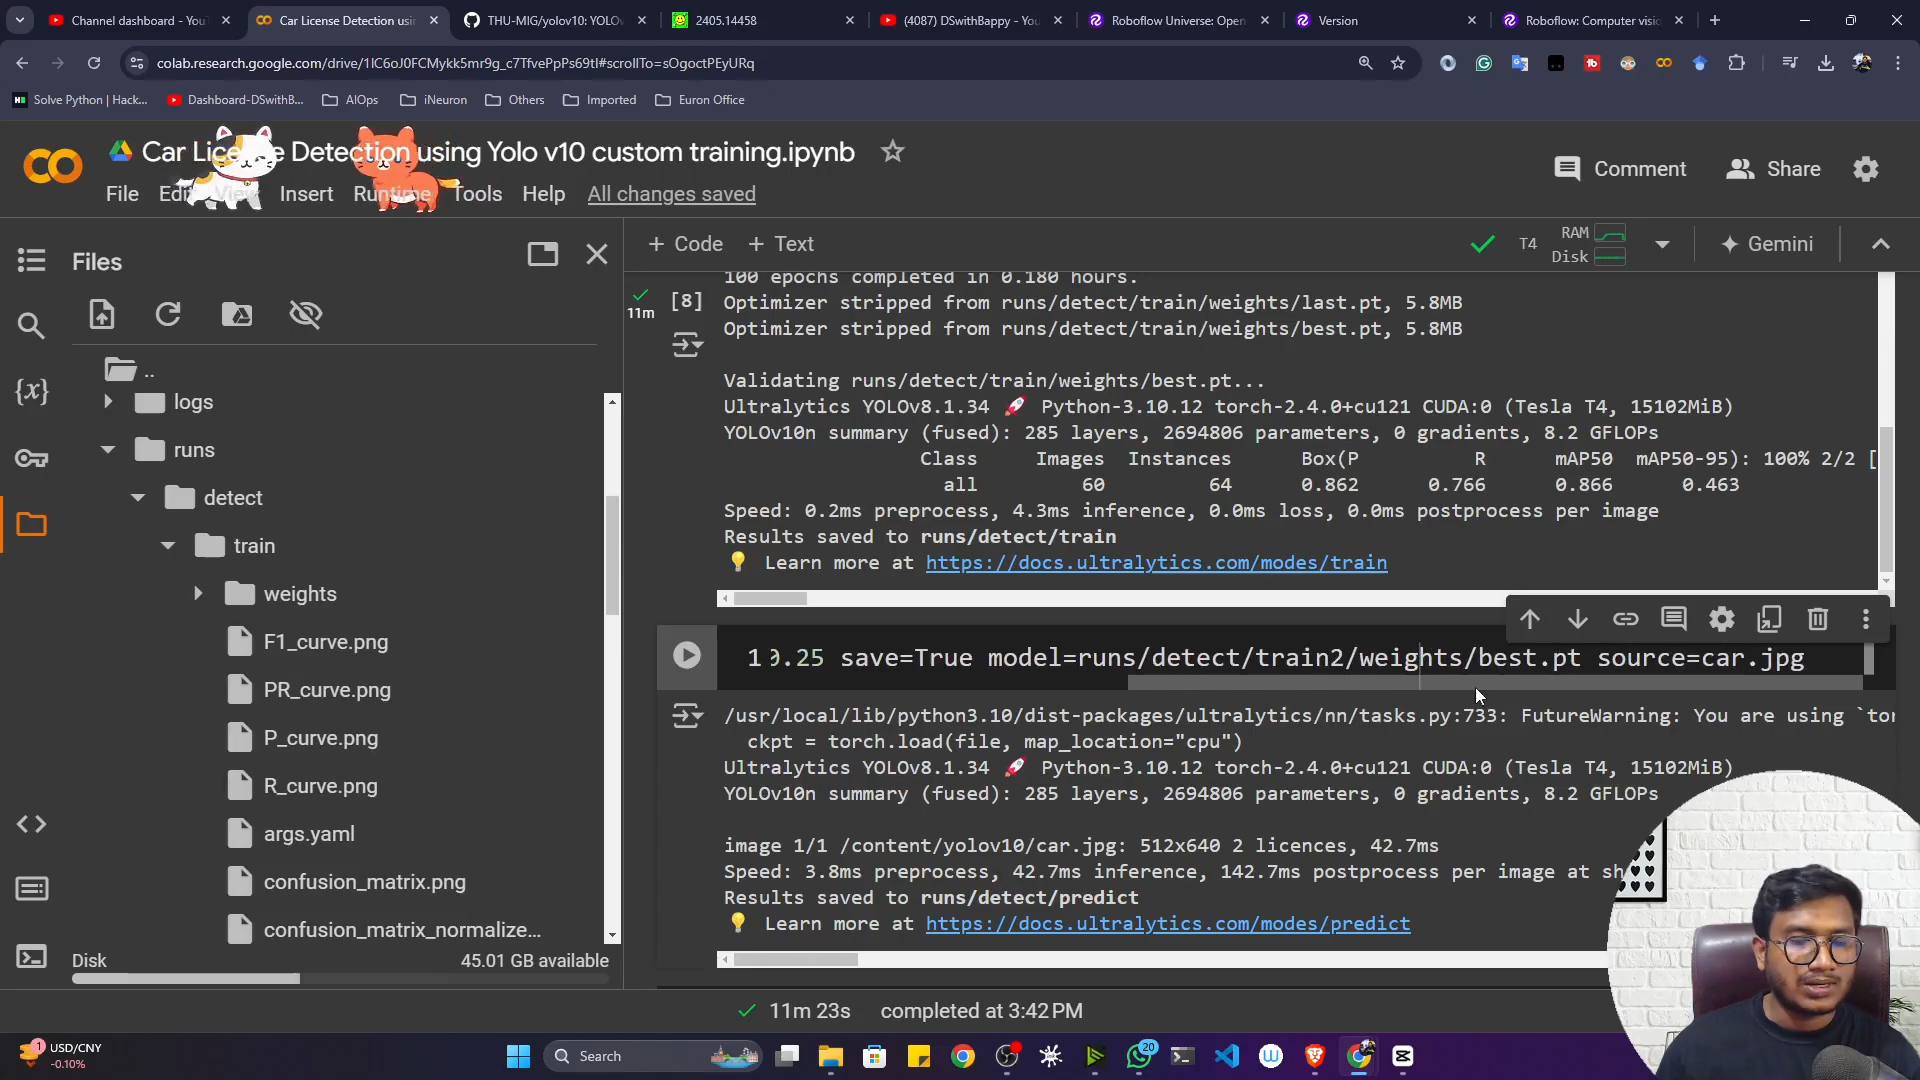 Channel dashboard - You
Car License Detection usin
THU-MIG/yolov10: YOLOv
2405.14458
(4087) DSwithBappy - You
Roboflow Universe: Open
Version
Roboflow: Computer visio
colab.research.google.com/drive/1IC6oJ0FCMykk5mr9g_c7TfvePpPs69tI#scrollTo=sOgoctPEyURq
Solve Python | Hack...
Dashboard-DSwithB...
AIOps
iNeuron
Others
Imported
Euron Office
Car License Detection using Yolo v10 custom training.ipynb
File Edit View Insert Runtime Tools Help All changes saved
Comment
Share
Files
+ Code + Text
T4
RAM
Disk
Gemini
..
logs
runs
detect
train
weights
F1_curve.png
PR_curve.png
P_curve.png
R_curve.png
args.yaml
confusion_matrix.png
confusion_matrix_normalize...
Disk
45.01 GB available
11m
[8]
100 epochs completed in 0.180 hours.
Optimizer stripped from runs/detect/train/weights/last.pt, 5.8MB
Optimizer stripped from runs/detect/train/weights/best.pt, 5.8MB
Validating runs/detect/train/weights/best.pt...
Ultralytics YOLOv8.1.34 🚀 Python-3.10.12 torch-2.4.0+cu121 CUDA:0 (Tesla T4, 15102MiB)
YOLOv10n summary (fused): 285 layers, 2694806 parameters, 0 gradients, 8.2 GFLOPs
Class Images Instances Box(P R mAP50 mAP50-95): 100% 2/2 [
all 60 64 0.862 0.766 0.866 0.463
Speed: 0.2ms preprocess, 4.3ms inference, 0.0ms loss, 0.0ms postprocess per image
Results saved to runs/detect/train
💡 Learn more at https://docs.ultralytics.com/modes/train
1 0.25 save=True model=runs/detect/train2/weights/best.pt source=car.jpg
/usr/local/lib/python3.10/dist-packages/ultralytics/nn/tasks.py:733: FutureWarning: You are using `tor
ckpt = torch.load(file, map_location="cpu")
Ultralytics YOLOv8.1.34 🚀 Python-3.10.12 torch-2.4.0+cu121 CUDA:0 (Tesla T4, 15102MiB)
YOLOv10n summary (fused): 285 layers, 2694806 parameters, 0 gradients, 8.2 GFLOPs
image 1/1 /content/yolov10/car.jpg: 512x640 2 licences, 42.7ms
Speed: 3.8ms preprocess, 42.7ms inference, 142.7ms postprocess per image at sh
Results saved to runs/detect/predict
💡 Learn more at https://docs.ultralytics.com/modes/predict
11m 23s completed at 3:42 PM
1
USD/CNY
-0.10%
Search
20